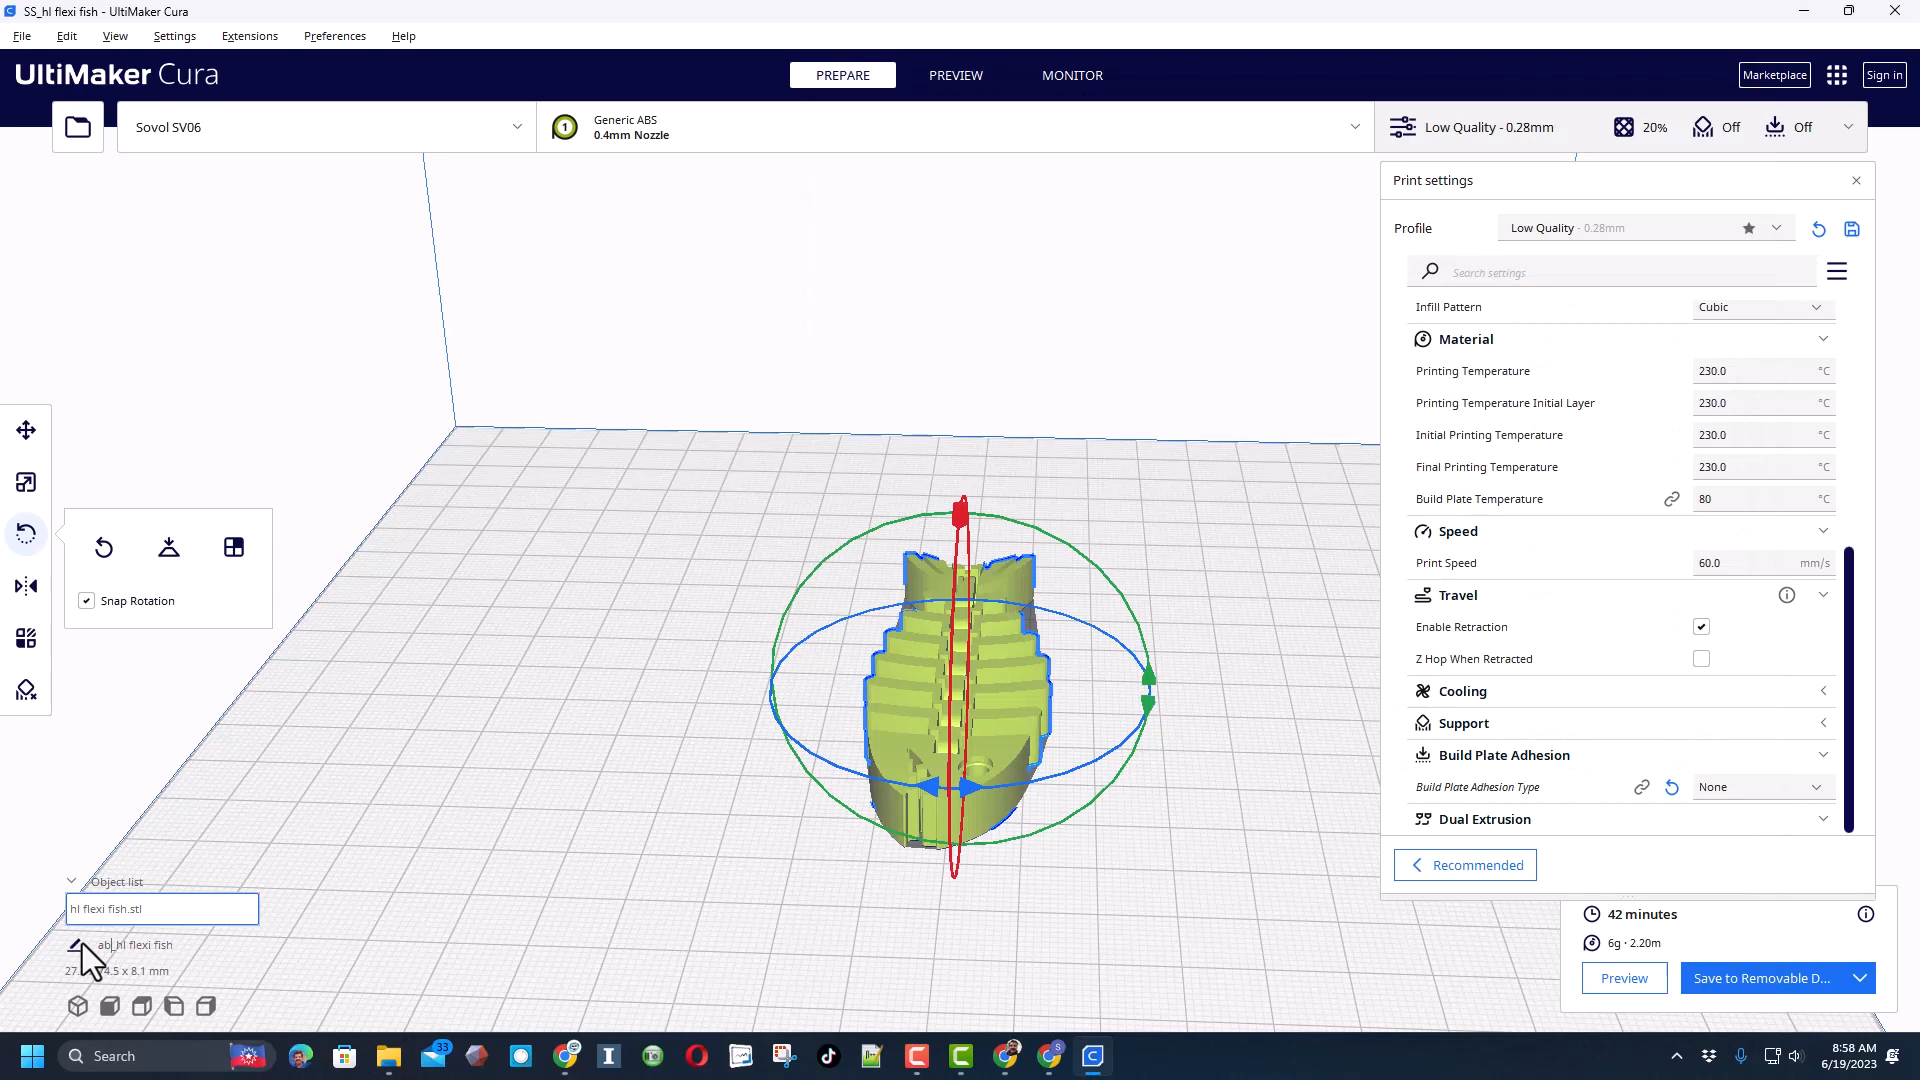 SS_hl flexi fish - UltiMaker Cura
File Edit View Settings Extensions Preferences Help
UltiMaker Cura
PREPARE PREVIEW MONITOR
Marketplace Sign in
Sovol SV06
1 Generic ABS
0.4mm Nozzle
Low Quality - 0.28mm 20% Off Off
Print settings
Profile Low Quality - 0.28mm
Search settings
Infill Pattern Cubic
Material
Printing Temperature 230.0 °C
Printing Temperature Initial Layer 230.0 °C
Initial Printing Temperature 230.0 °C
Final Printing Temperature 230.0 °C
Build Plate Temperature 80 °C
Speed
Print Speed 60.0 mm/s
Travel
Enable Retraction
Z Hop When Retracted
Cooling
Support
Build Plate Adhesion
Build Plate Adhesion Type None
Dual Extrusion
Recommended
Snap Rotation
Object list
hl flexi fish.stl
ab_hl flexi fish
4.5 x 8.1 mm
42 minutes
6g · 2.20m
Preview Save to Removable D...
Search
33
S
8:58 AM
6/19/2023